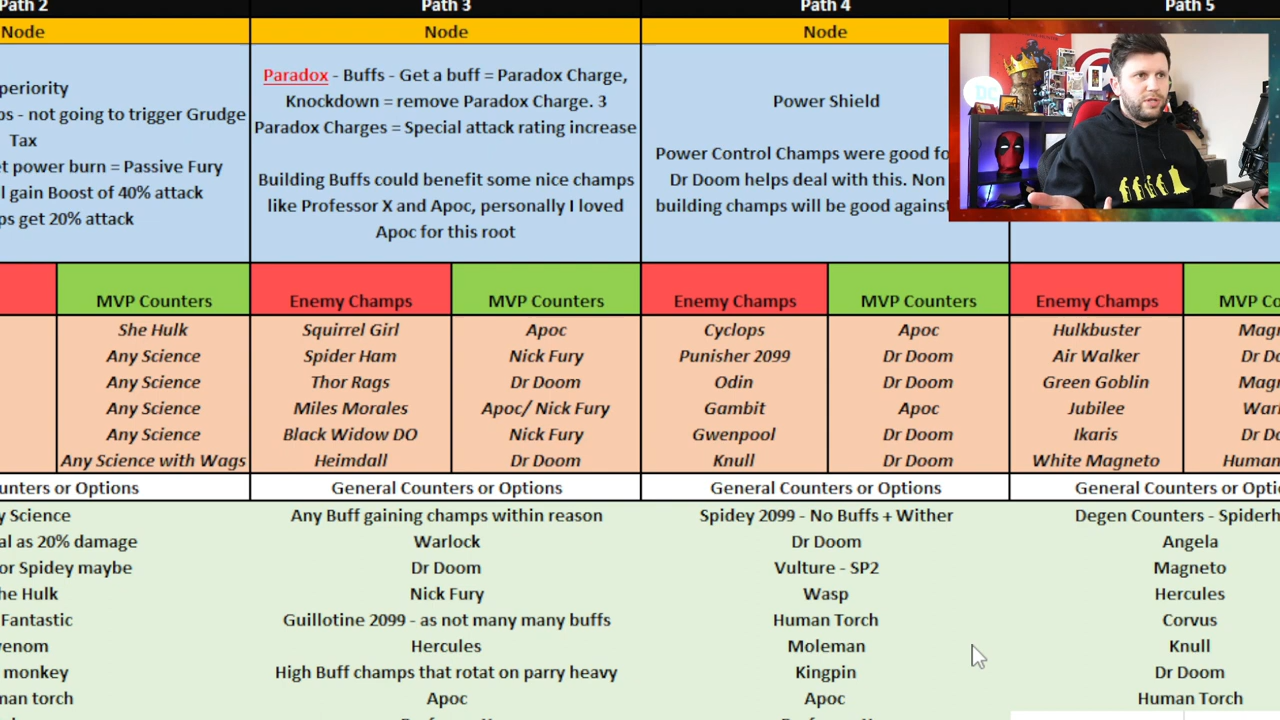 Path 2
Path 3
Path 4
Path 5
Node
Node
Node
periority
ps - not going to trigger Grudge
Tax
et power burn = Passive Fury
l gain Boost of 40% attack
ps get 20% attack
Paradox - Buffs - Get a buff = Paradox Charge,
Knockdown = remove Paradox Charge. 3
Paradox Charges = Special attack rating increase
Building Buffs could benefit some nice champs
like Professor X and Apoc, personally I loved
Apoc for this root
Power Shield
Power Control Champs were good fo
Dr Doom helps deal with this. Non
building champs will be good against
MVP Counters
Enemy Champs
MVP Counters
Enemy Champs
MVP Counters
Enemy Champs
MVP Co
She Hulk
Squirrel Girl
Apoc
Cyclops
Apoc
Hulkbuster
Magn
Any Science
Spider Ham
Nick Fury
Punisher 2099
Dr Doom
Air Walker
Dr Do
Any Science
Thor Rags
Dr Doom
Odin
Dr Doom
Green Goblin
Magn
Any Science
Miles Morales
Apoc/ Nick Fury
Gambit
Apoc
Jubilee
Warl
Any Science
Black Widow DO
Nick Fury
Gwenpool
Dr Doom
Ikaris
Dr Do
Any Science with Wags
Heimdall
Dr Doom
Knull
Dr Doom
White Magneto
Human
unters or Options
General Counters or Options
General Counters or Options
General Counters or Optio
y Science
Any Buff gaining champs within reason
Spidey 2099 - No Buffs + Wither
Degen Counters - Spiderh
al as 20% damage
Warlock
Dr Doom
Angela
or Spidey maybe
Dr Doom
Vulture - SP2
Magneto
he Hulk
Nick Fury
Wasp
Hercules
Fantastic
Guillotine 2099 - as not many many buffs
Human Torch
Corvus
enom
Hercules
Moleman
Knull
monkey
High Buff champs that rotat on parry heavy
Kingpin
Dr Doom
man torch
Apoc
Apoc
Human Torch